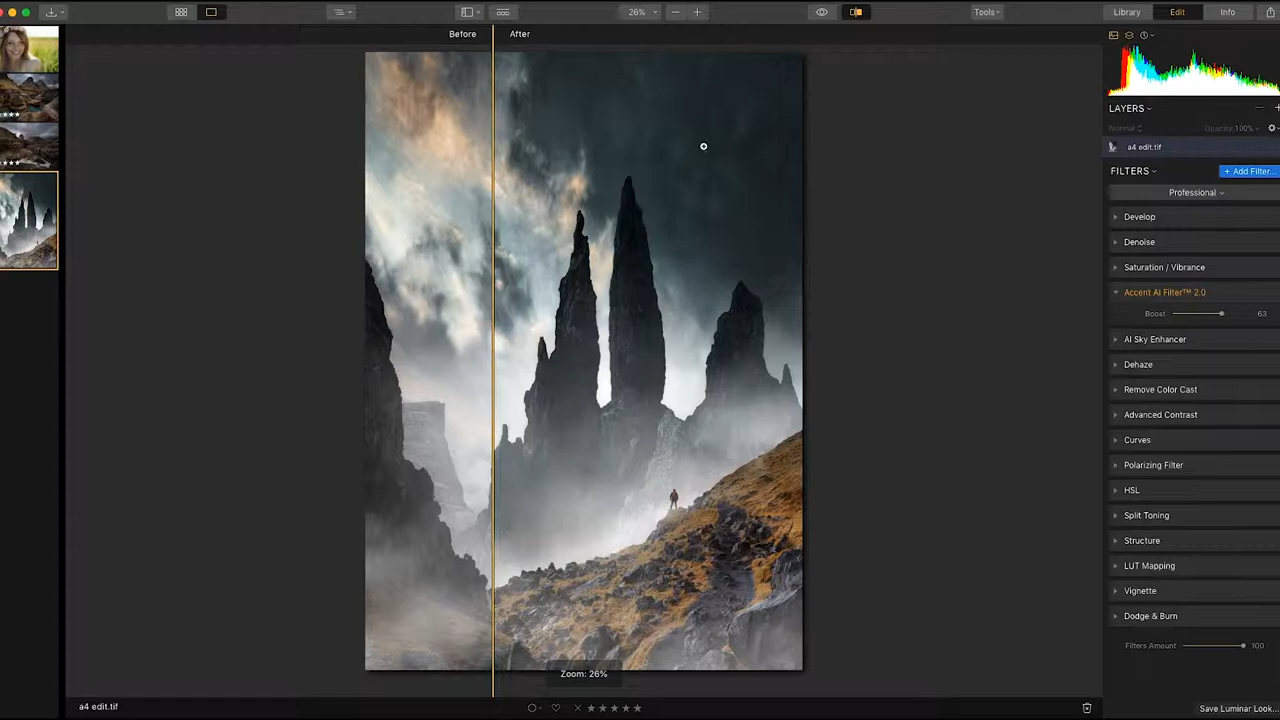 26%
Tools
Library
Edit
Info
Before
After
LAYERS
Normal
Opacity: 100%
a4 edit.tif
FILTERS
+ Add Filter...
Professional
Develop
Denoise
Saturation / Vibrance
Accent AI Filter™ 2.0
Boost
63
AI Sky Enhancer
Dehaze
Remove Color Cast
Advanced Contrast
Curves
Polarizing Filter
HSL
Split Toning
Structure
LUT Mapping
Vignette
Dodge & Burn
Filters Amount
100
Zoom: 26%
a4 edit.tif
Save Luminar Look...